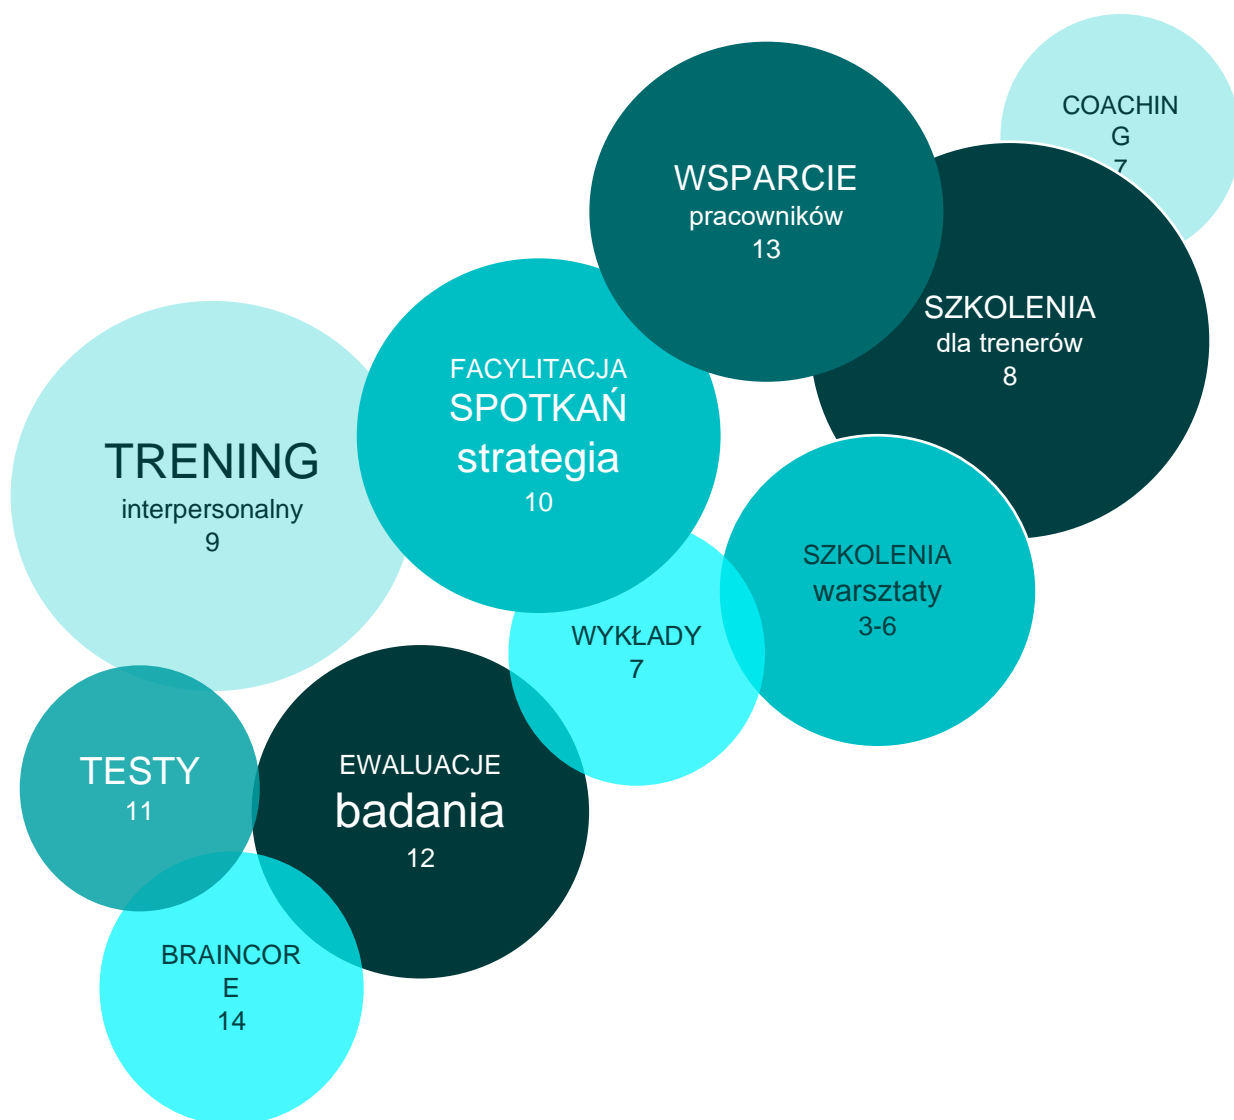 COACHIN
G
7
WSPARCIE
pracowników
13
SZKOLENIA
dla trenerów
8
FACYLITACJA
SPOTKAŃ
strategia
10
TRENING
interpersonalny
9
SZKOLENIA
warsztaty
3-6
WYKŁADY
7
TESTY
11
EWALUACJE
badania
12
BRAINCOR
E
14